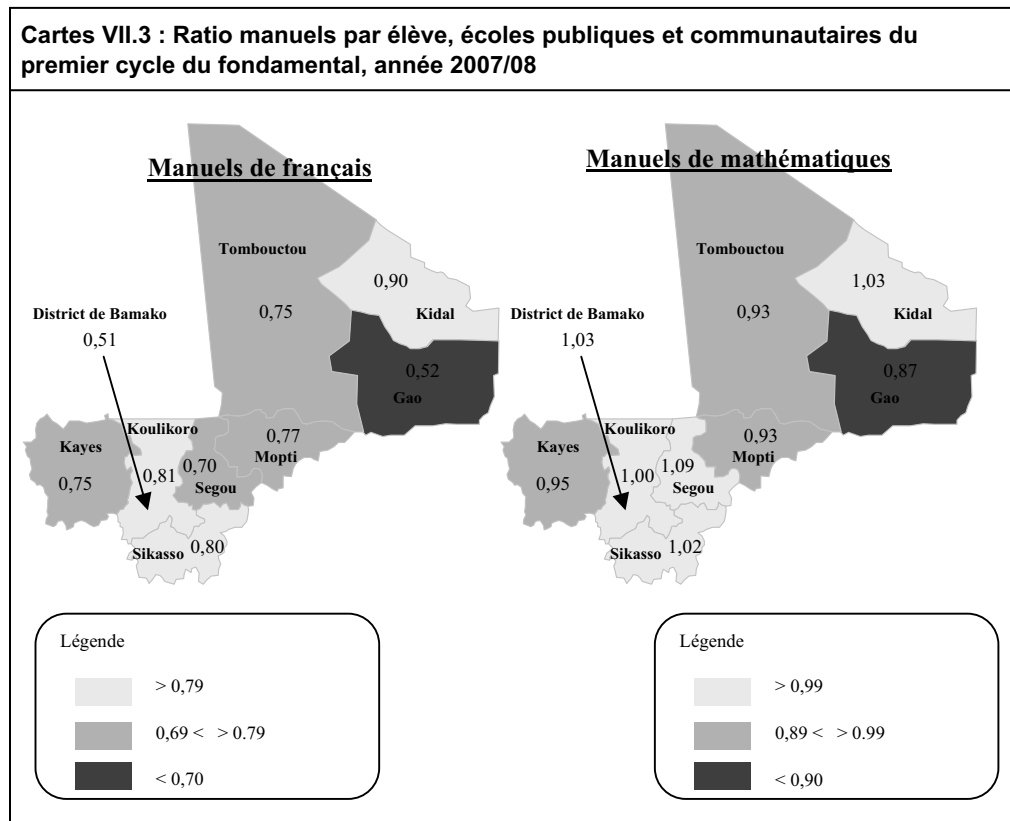 Cartes VII.3 : Ratio manuels par élève, écoles publiques et communautaires du
premier cycle du fondamental, année 2007/08
Manuels de français
Tombouctou
0,75
0,90
Kidal
District de Bamako
0,51
0,52
Gao
Koulikoro
0,81
Kayes
0,75
0,70
Segou
0,77
Mopti
Sikasso
0,80
Légende
> 0,79
0,69 < > 0.79
< 0,70
Manuels de mathématiques
Tombouctou
0,93
1,03
Kidal
District de Bamako
1,03
0,87
Gao
Koulikoro
1,00
Kayes
0,95
1,09
Segou
0,93
Mopti
Sikasso
1,02
Légende
> 0,99
0,89 < > 0.99
< 0,90